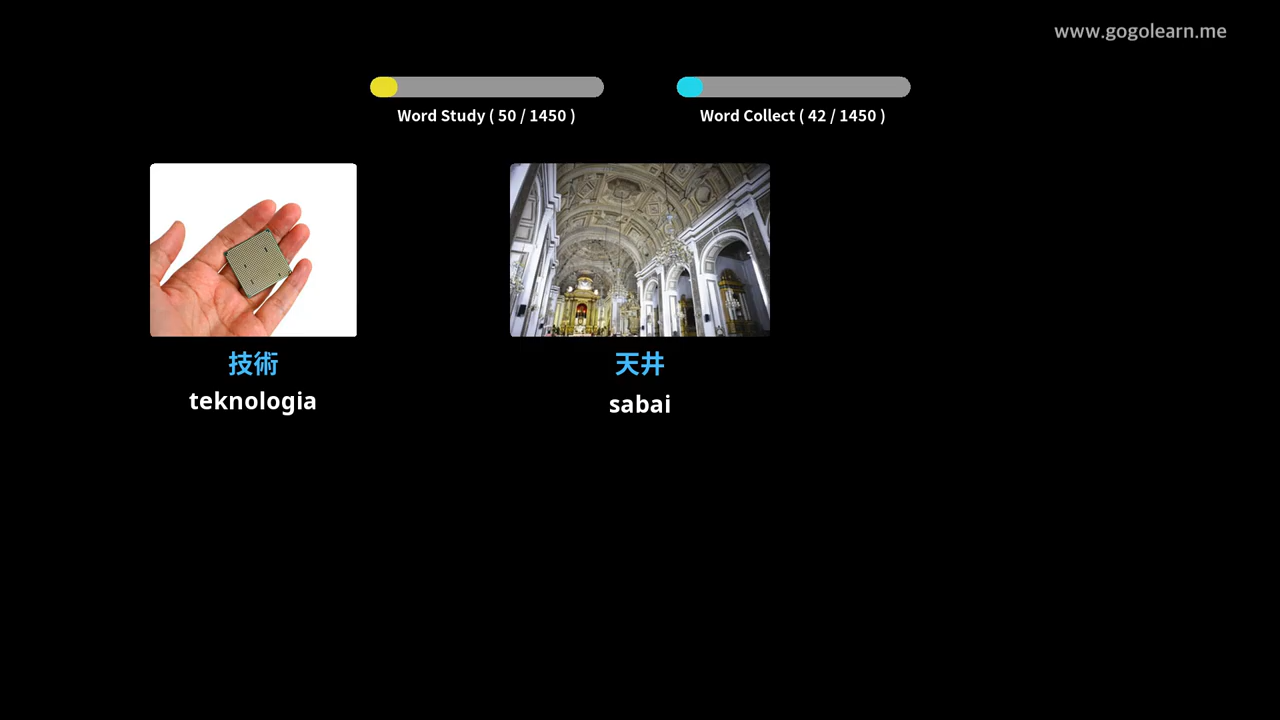 www.gogolearn.me
Word Study ( 50 / 1450 )
Word Collect ( 42 / 1450 )
技術
teknologia
天井
sabai